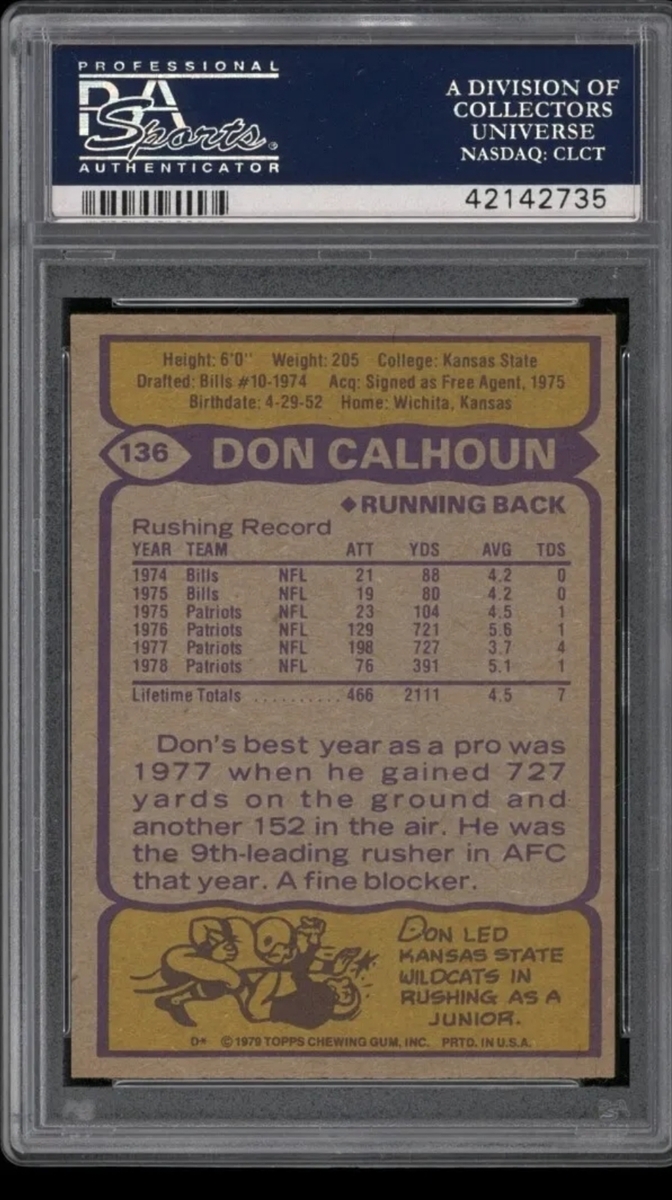 PROFESSIONAL
PSA
Sports
AUTHENTICATOR
A DIVISION OF
COLLECTORS
UNIVERSE
NASDAQ: CLCT
42142735
Height: 6'0" Weight: 205 College: Kansas State
Drafted: Bills #10-1974 Acq: Signed as Free Agent, 1975
Birthdate: 4-29-52 Home: Wichita, Kansas
136 DON CALHOUN
◆RUNNING BACK
Rushing Record
YEAR TEAM ATT YDS AVG TDS
1974 Bills NFL 21 88 4.2 0
1975 Bills NFL 19 80 4.2 0
1975 Patriots NFL 23 104 4.5 1
1976 Patriots NFL 129 721 5.6 1
1977 Patriots NFL 198 727 3.7 4
1978 Patriots NFL 76 391 5.1 1
Lifetime Totals .......... 466 2111 4.5 7
Don's best year as a pro was
1977 when he gained 727
yards on the ground and
another 152 in the air. He was
the 9th-leading rusher in AFC
that year. A fine blocker.
DON LED
KANSAS STATE
WILDCATS IN
RUSHING AS A
JUNIOR.
D* © 1979 TOPPS CHEWING GUM, INC. PRTD. IN U.S.A.